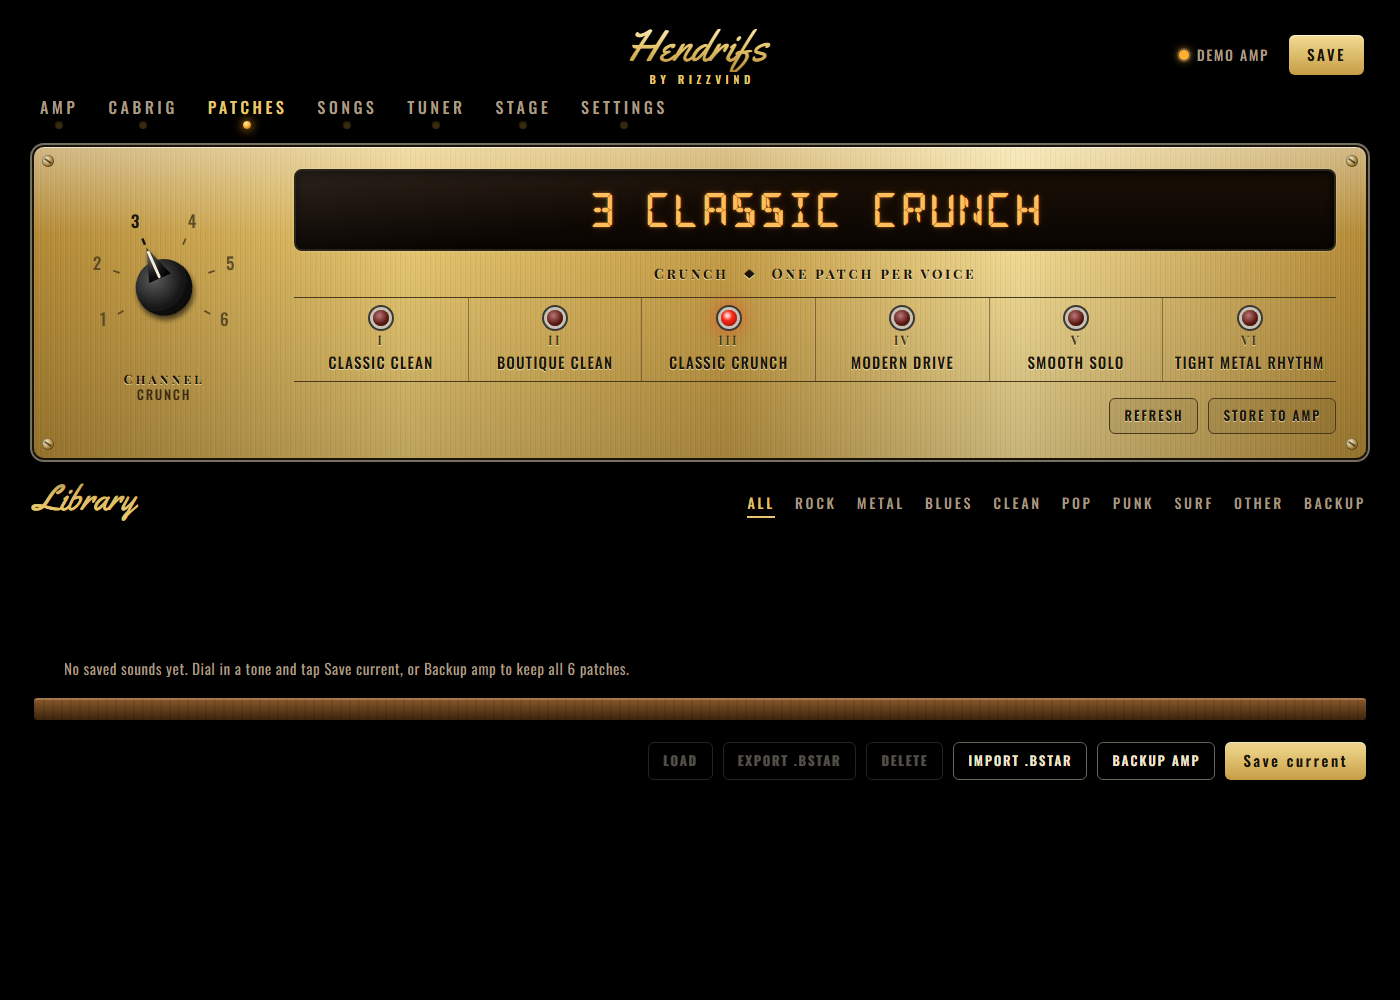 Hendrifs
BY RIZZVIND
DEMO AMP
SAVE
AMP CABRIG PATCHES SONGS TUNER STAGE SETTINGS
3 CLASSIC CRUNCH
1 2 3 4 5 6
CHANNEL
CRUNCH
CRUNCH ◆ ONE PATCH PER VOICE
I II III IV V VI
CLASSIC CLEAN BOUTIQUE CLEAN CLASSIC CRUNCH MODERN DRIVE SMOOTH SOLO TIGHT METAL RHYTHM
REFRESH STORE TO AMP
Library
ALL ROCK METAL BLUES CLEAN POP PUNK SURF OTHER BACKUP
No saved sounds yet. Dial in a tone and tap Save current, or Backup amp to keep all 6 patches.
LOAD EXPORT .BSTAR DELETE IMPORT .BSTAR BACKUP AMP Save current